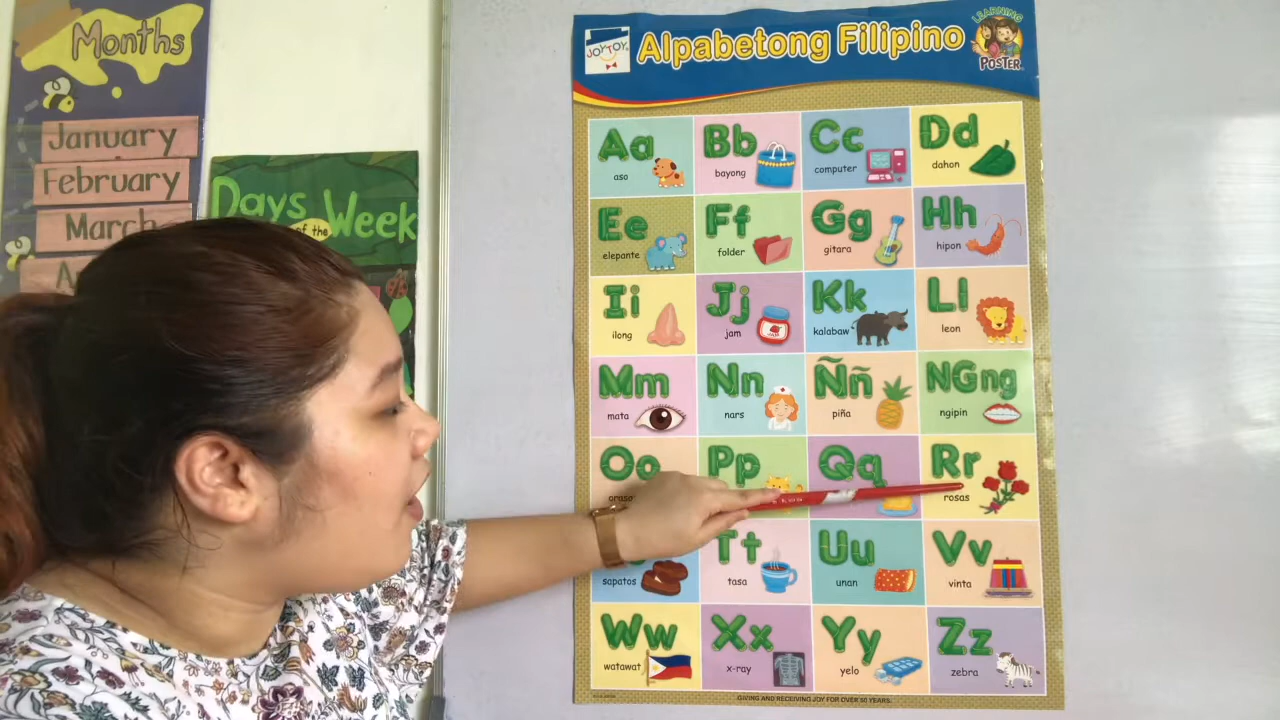 Months
January
February
March
Days
of the
Week
JOYTOY
Alpabetong Filipino
LEARNING
POSTER
Aa
aso
Bb
bayong
Cc
computer
Dd
dahon
Ee
elepante
Ff
folder
Gg
gitara
Hh
hipon
Ii
ilong
Jj
jam
Kk
kalabaw
Ll
leon
Mm
mata
Nn
nars
Ññ
piña
NGng
ngipin
Oo
Pp
Qq
Rr
rosas
sapatos
Tt
tasa
Uu
unan
Vv
vinta
Ww
watawat
Xx
x-ray
Yy
yelo
Zz
zebra
GIVING AND RECEIVING JOY FOR OVER 50 YEARS.